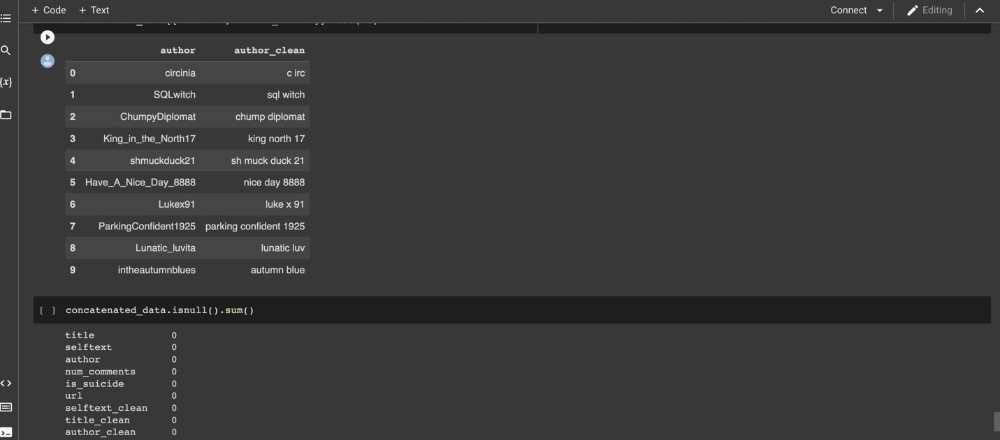 + Code + Text Connect Editing
author author_clean
0 circinia c irc
1 SQLwitch sql witch
2 ChumpyDiplomat chump diplomat
{x}
3 King_in_the_North17 king north 17
4 shmuckduck21 sh muck duck 21
5 Have_A_Nice_Day_8888 nice day 8888
6 Lukex91 luke x 91
7 ParkingConfident1925 parking confident 1925
8 Lunatic_luvita lunatic luv
9 intheautumnblues autumn blue
[ ] concatenated_data.isnull().sum()
title 0
selftext 0
author 0
num_comments 0
is_suicide 0
url 0
selftext_clean 0
title_clean 0
author_clean 0